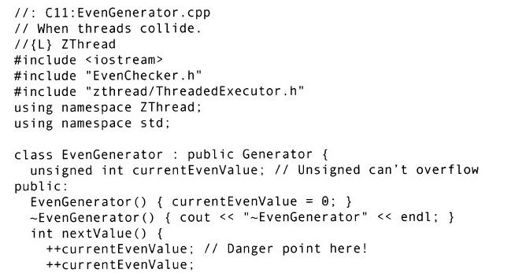 //: C11:EvenGenerator.cpp
// When threads collide.
//{L} ZThread
#include <iostream>
#include "EvenChecker.h"
#include "zthread/ThreadedExecutor.h"
using namespace ZThread;
using namespace std;

class EvenGenerator : public Generator {
  unsigned int currentEvenValue; // Unsigned can’t overflow
public:
  EvenGenerator() { currentEvenValue = 0; }
  ~EvenGenerator() { cout << "~EvenGenerator" << endl; }
  int nextValue() {
    ++currentEvenValue; // Danger point here!
    ++currentEvenValue;